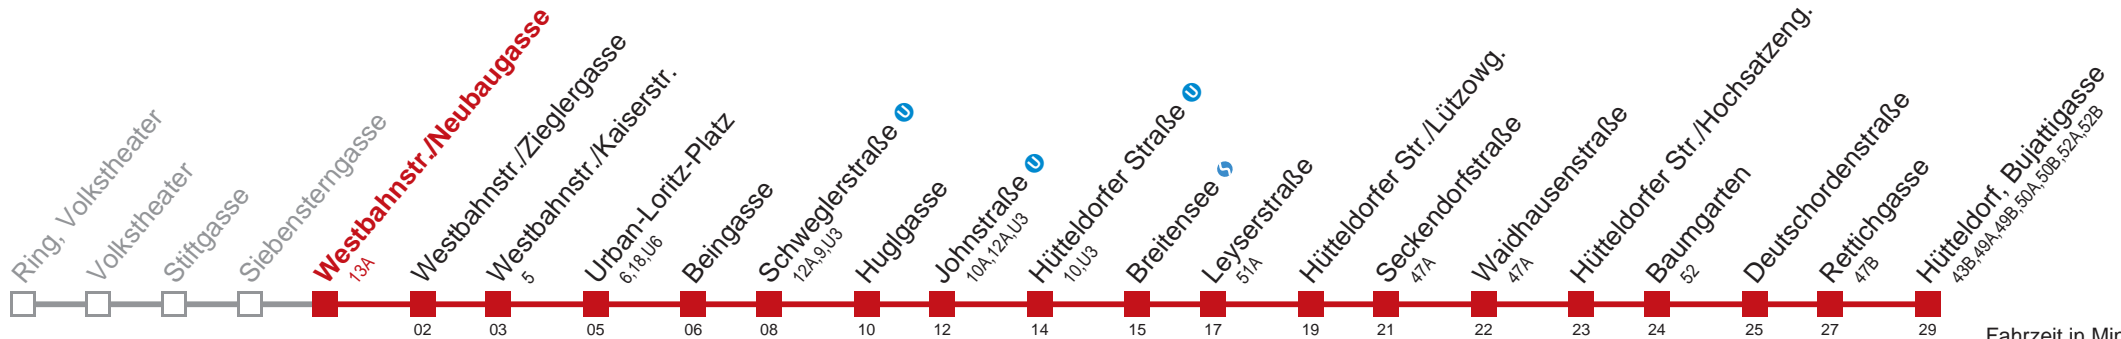 Ring, Volkstheater
Volkstheater
Stiftgasse
Siebensterngasse
Westbahnstr./Neubaugasse
13A
Westbahnstr./Zieglergasse
Westbahnstr./Kaiserstr.
5
Urban-Loritz-Platz
6,18,U6
Beingasse
Schweglerstraße U
12A,9,U3
Huglgasse
Johnstraße U
10A,12A,U3
Hütteldorfer Straße U
10,U3
Breitensee
Leyserstraße
51A
Hütteldorfer Str./Lützowg.
Seckendorfstraße
47A
Waidhausenstraße
47A
Hütteldorfer Str./Hochsatzeng.
Baumgarten
52
Deutschordenstraße
Rettichgasse
47B
Hütteldorf, Bujattigasse
43B,49A,49B,50A,50B,52A,52B
02 03 05 06 08 10 12 14 15 17 19 21 22 23 24 25 27 29
Fahrzeit in Min